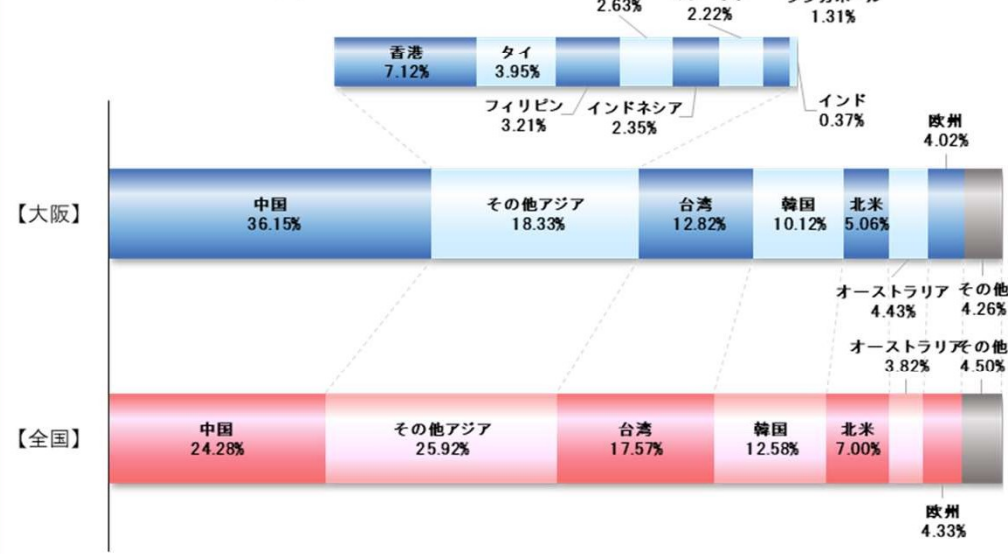 2.63%
2.22%
1.31%
香港
7.12%
タイ
3.95%
フィリピン
3.21%
インドネシア
2.35%
インド
0.37%
欧州
4.02%
【大阪】
中国
36.15%
その他アジア
18.33%
台湾
12.82%
韓国
10.12%
北米
5.06%
オーストラリア
4.43%
その他
4.26%
オーストラリア
3.82%
その他
4.50%
【全国】
中国
24.28%
その他アジア
25.92%
台湾
17.57%
韓国
12.58%
北米
7.00%
欧州
4.33%